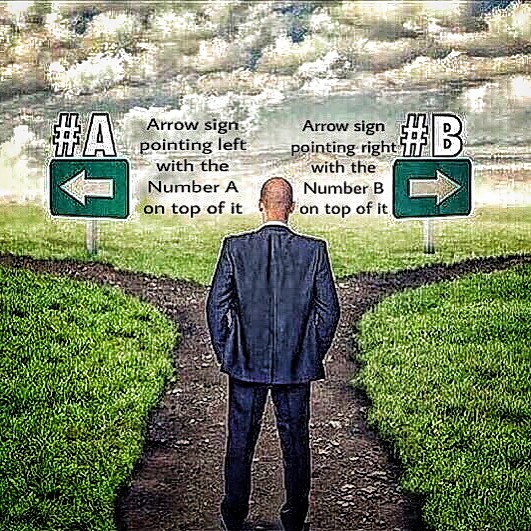 #A
Arrow sign
pointing left
with the
Number A
on top of it
Arrow sign
pointing right
with the
Number B
on top of it
#B